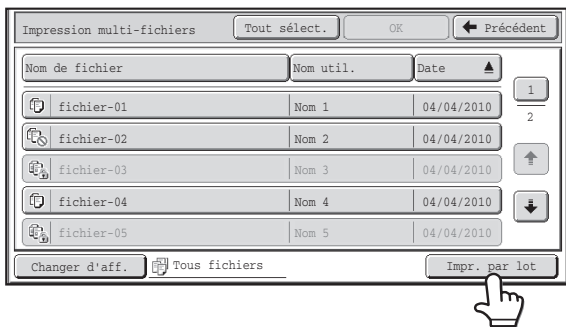 Impression multi-fichiers Tout sélect. OK Précédent
Nom de fichier Nom util. Date
fichier-01 Nom 1 04/04/2010
fichier-02 Nom 2 04/04/2010
fichier-03 Nom 3 04/04/2010
fichier-04 Nom 4 04/04/2010
fichier-05 Nom 5 04/04/2010
1
2
Changer d'aff. Tous fichiers Impr. par lot